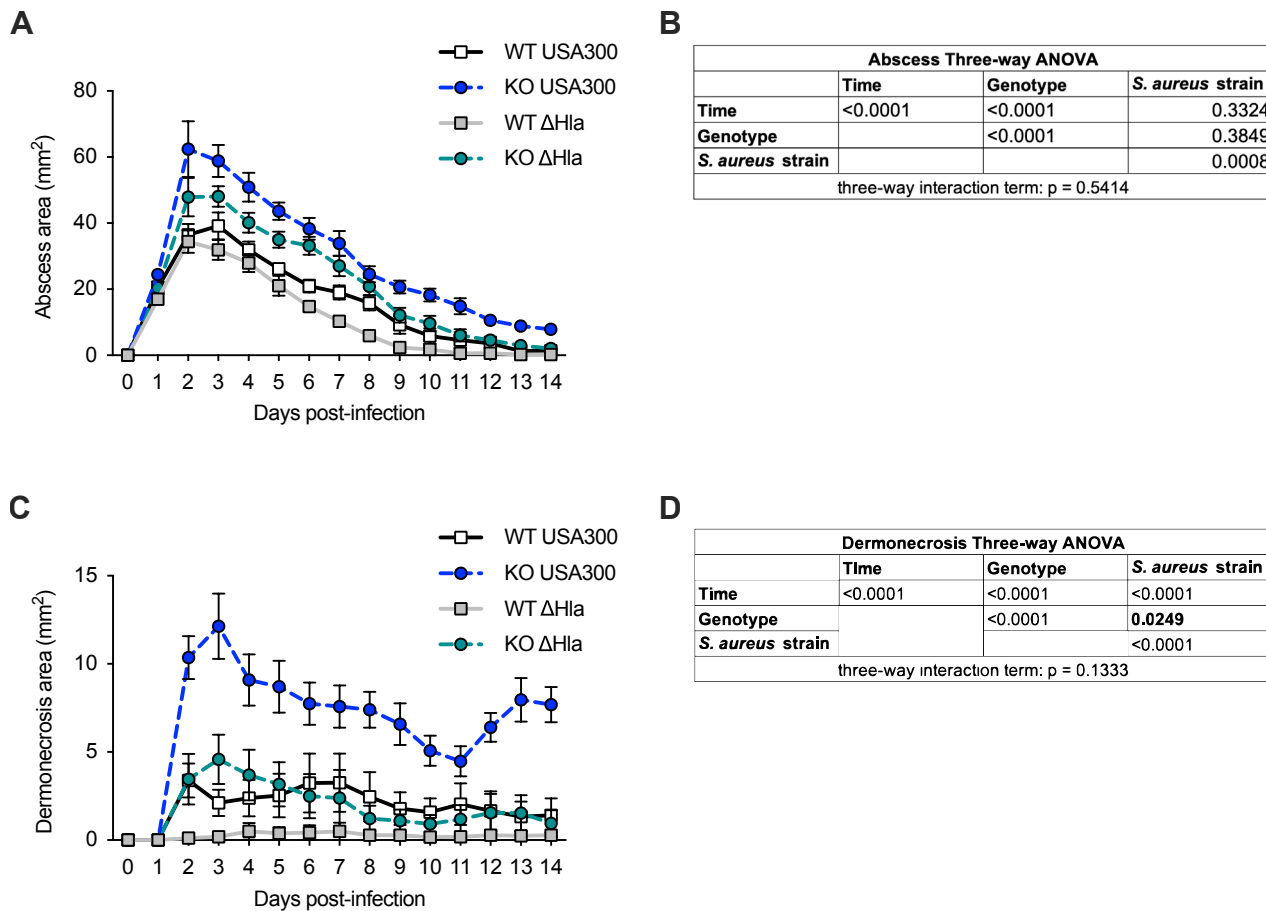 A
WT USA300
KO USA300
WT ΔHla
KO ΔHla
80
60
40
20
0
Abscess area (mm²)
0 1 2 3 4 5 6 7 8 9 10 11 12 13 14
Days post-infection
B
Abscess Three-way ANOVA
Time Genotype S. aureus strain
Time <0.0001 <0.0001 0.3324
Genotype <0.0001 0.3849
S. aureus strain 0.0008
three-way interaction term: p = 0.5414
C
WT USA300
KO USA300
WT ΔHla
KO ΔHla
15
10
5
0
Dermonecrosis area (mm²)
0 1 2 3 4 5 6 7 8 9 10 11 12 13 14
Days post-infection
D
Dermonecrosis Three-way ANOVA
TIme Genotype S. aureus strain
Time <0.0001 <0.0001 <0.0001
Genotype <0.0001 0.0249
S. aureus strain <0.0001
three-way interaction term: p = 0.1333